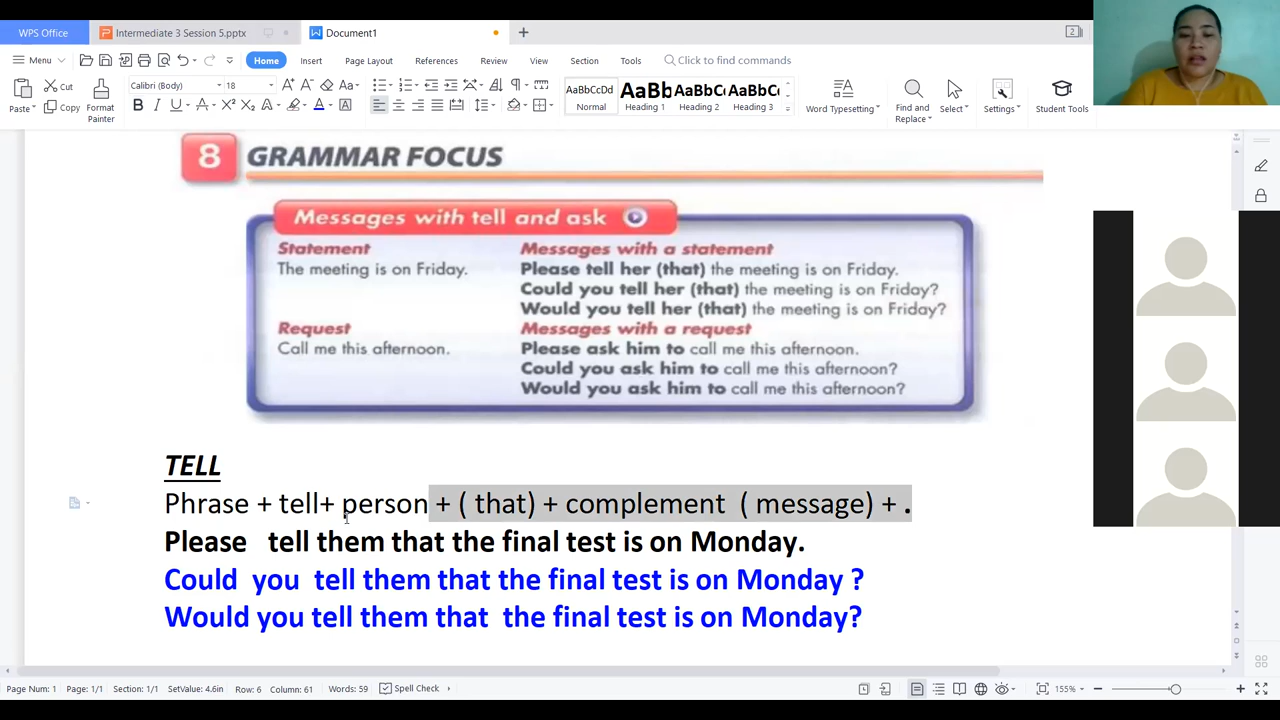 WPS Office
Intermediate 3 Session 5.pptx
Document1
2
Menu
Home
Insert
Page Layout
References
Review
View
Section
Tools
Click to find commands
Paste
Cut
Copy
Format Painter
Calibri (Body)
18
AaBbCcDd
Normal
AaBb
Heading 1
AaBbC
Heading 2
AaBbC
Heading 3
Word Typesetting
Find and Replace
Select
Settings
Student Tools
8 GRAMMAR FOCUS
Messages with tell and ask
Statement
The meeting is on Friday.
Messages with a statement
Please tell her (that) the meeting is on Friday.
Could you tell her (that) the meeting is on Friday?
Would you tell her (that) the meeting is on Friday?
Request
Call me this afternoon.
Messages with a request
Please ask him to call me this afternoon.
Could you ask him to call me this afternoon?
Would you ask him to call me this afternoon?
TELL
Phrase + tell+ person + ( that) + complement ( message) + .
Please tell them that the final test is on Monday.
Could you tell them that the final test is on Monday ?
Would you tell them that the final test is on Monday?
Page Num: 1 Page: 1/1 Section: 1/1 SetValue: 4.6in Row: 6 Column: 61 Words: 59 Spell Check 155%